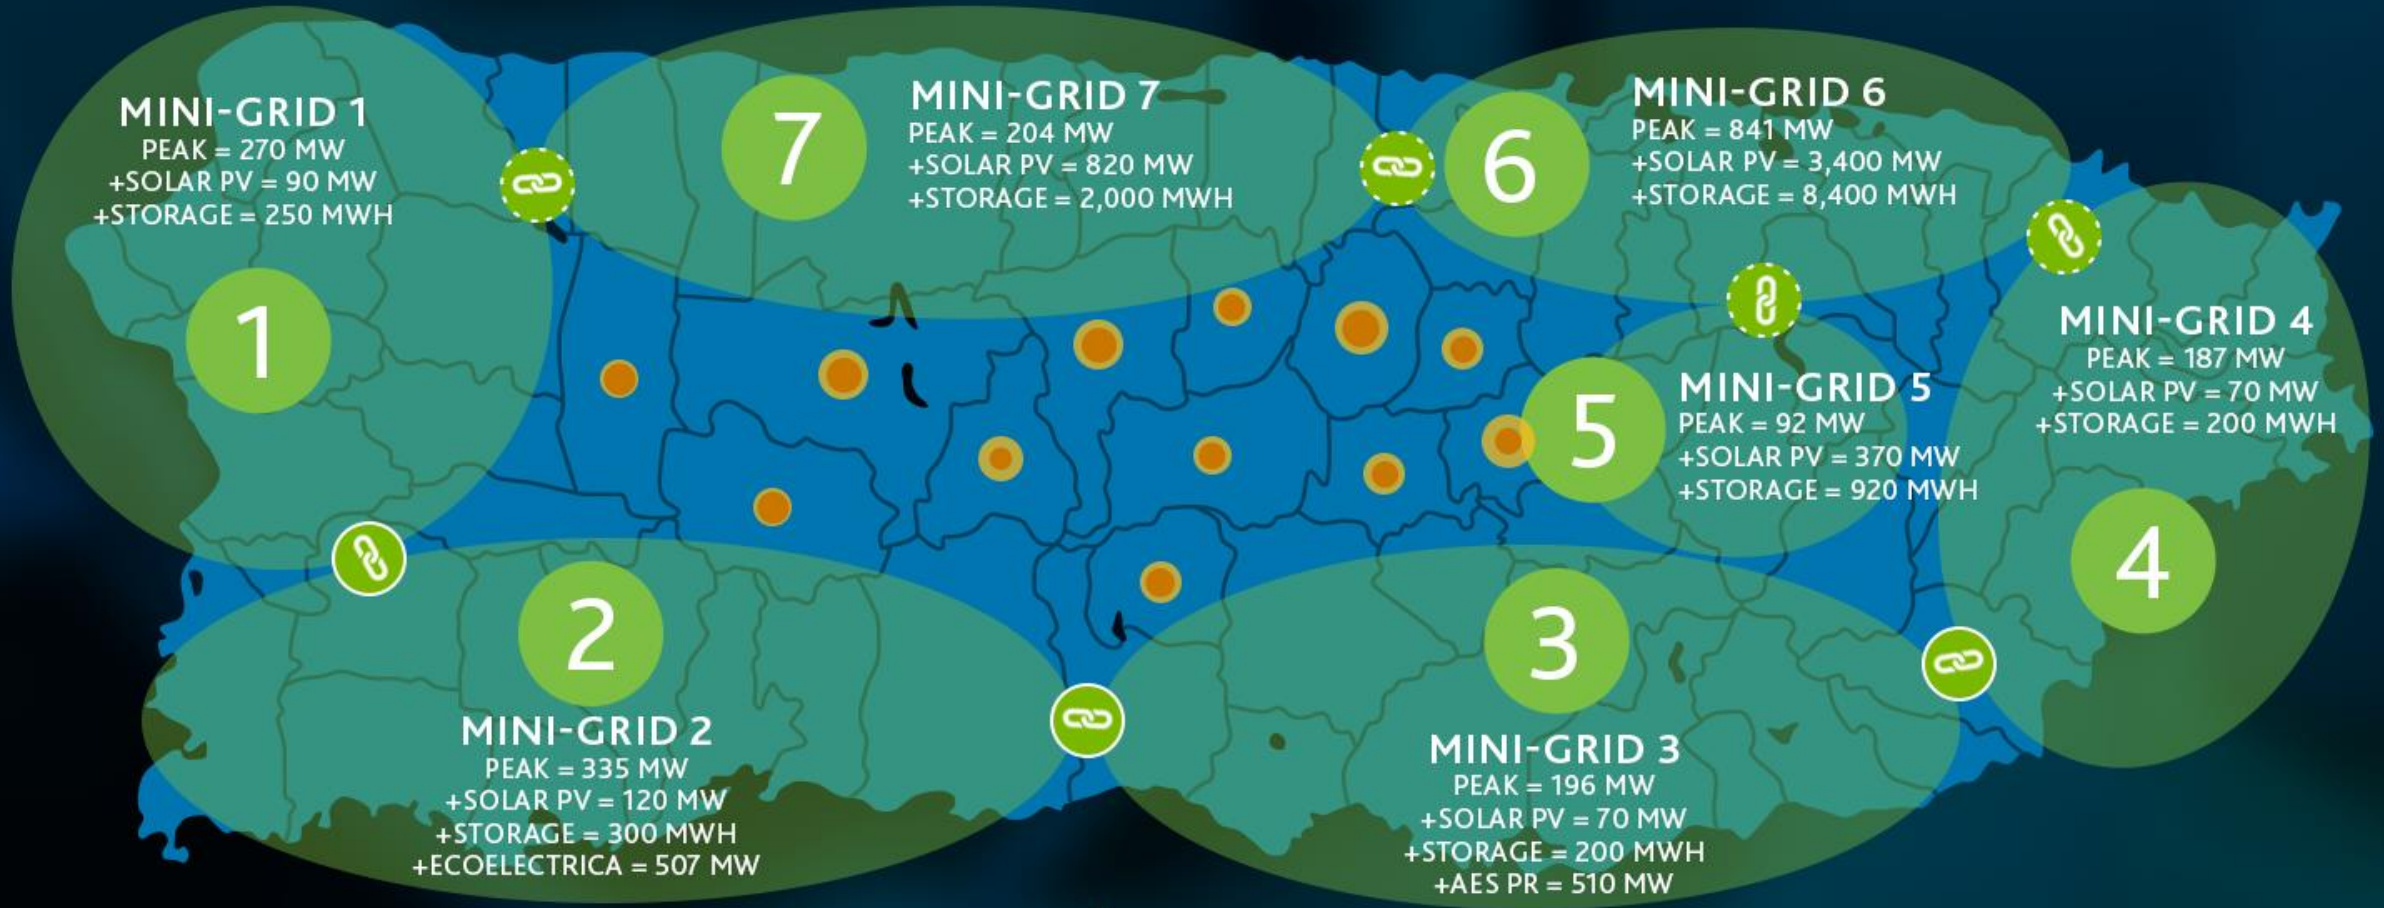 MINI-GRID 1
PEAK = 270 MW
+SOLAR PV = 90 MW
+STORAGE = 250 MWH
1
7
MINI-GRID 7
PEAK = 204 MW
+SOLAR PV = 820 MW
+STORAGE = 2,000 MWH
6
MINI-GRID 6
PEAK = 841 MW
+SOLAR PV = 3,400 MW
+STORAGE = 8,400 MWH
5
MINI-GRID 5
PEAK = 92 MW
+SOLAR PV = 370 MW
+STORAGE = 920 MWH
MINI-GRID 4
PEAK = 187 MW
+SOLAR PV = 70 MW
+STORAGE = 200 MWH
4
2
MINI-GRID 2
PEAK = 335 MW
+SOLAR PV = 120 MW
+STORAGE = 300 MWH
+ECOELECTRICA = 507 MW
3
MINI-GRID 3
PEAK = 196 MW
+SOLAR PV = 70 MW
+STORAGE = 200 MWH
+AES PR = 510 MW